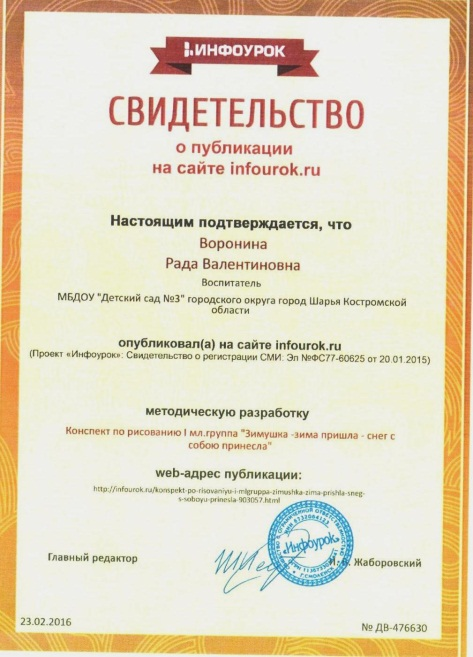 ИНФОУРОК
СВИДЕТЕЛЬСТВО
о публикации
на сайте infourok.ru
Настоящим подтверждается, что
Воронина
Рада Валентиновна
Воспитатель
МБДОУ "Детский сад №3" городского округа город Шарья Костромской
области
опубликовал(а) на сайте infourok.ru
(Проект «Инфоурок»: Свидетельство о регистрации СМИ: Эл №ФС77-60625 от 20.01.2015)
методическую разработку
Конспект по рисованию I мл.группа "Зимушка -зима пришла - снег с
собою принесла"
web-адрес публикации:
http://infourok.ru/konspekt-po-risovaniyu-i-mlgruppa-zimushka-zima-prishla-sneg-
s-soboyu-prinesla-903057.html
«Инфоурок»
Главный редактор
И. В. Жаборовский
23.02.2016
№ ДВ-476630